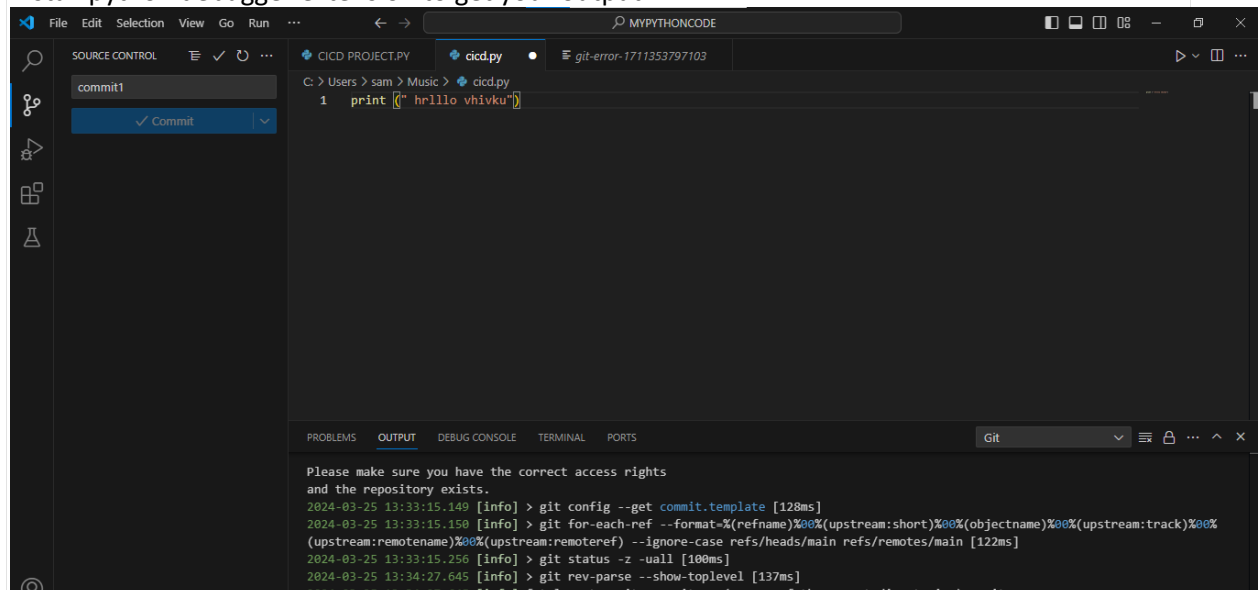 File Edit Selection View Go Run ··· ← → MYPYTHONCODE
SOURCE CONTROL
commit1
✓ Commit
CICD PROJECT.PY cicd.py ● git-error-1711353797103
C: > Users > sam > Music > cicd.py
1 print (" hrlllo vhivku")
PROBLEMS OUTPUT DEBUG CONSOLE TERMINAL PORTS Git
Please make sure you have the correct access rights
and the repository exists.
2024-03-25 13:33:15.149 [info] > git config --get commit.template [128ms]
2024-03-25 13:33:15.150 [info] > git for-each-ref --format=%(refname)%00%(upstream:short)%00%(objectname)%00%(upstream:track)%00%
(upstream:remotename)%00%(upstream:remoteref) --ignore-case refs/heads/main refs/remotes/main [122ms]
2024-03-25 13:33:15.256 [info] > git status -z -uall [100ms]
2024-03-25 13:34:27.645 [info] > git rev-parse --show-toplevel [137ms]